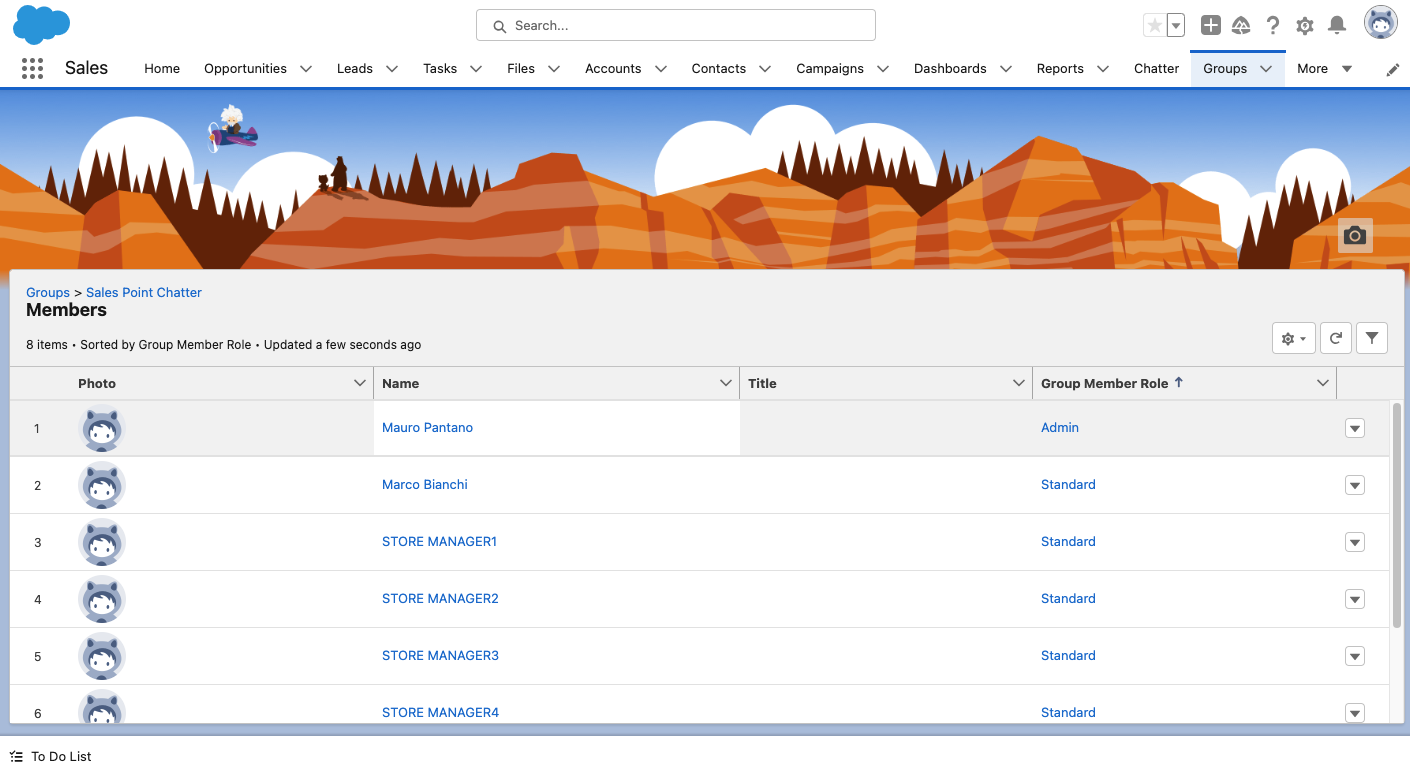 Search...
Sales
Home Opportunities Leads Tasks Files Accounts Contacts Campaigns Dashboards Reports Chatter Groups More
Groups > Sales Point Chatter
Members
8 items • Sorted by Group Member Role • Updated a few seconds ago
Photo Name Title Group Member Role
1 Mauro Pantano Admin
2 Marco Bianchi Standard
3 STORE MANAGER1 Standard
4 STORE MANAGER2 Standard
5 STORE MANAGER3 Standard
6 STORE MANAGER4 Standard
To Do List